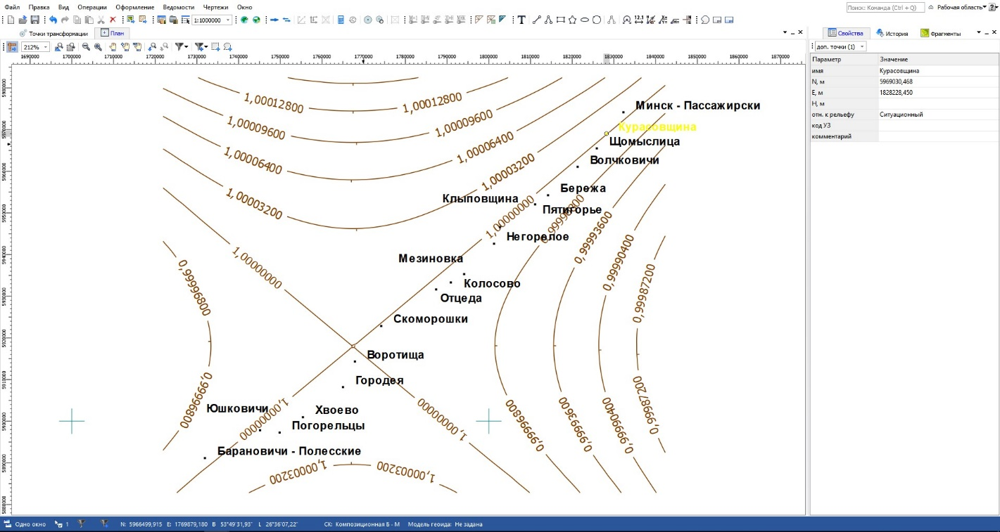 Файл Правка Вид Операции Оформление Ведомости Чертежи Окно
Поиск: Команда (Ctrl + Q) Рабочая область
1:1000000
Точки трансформации План
Свойства История Фрагменты
212%
доп. точки (1)
1690000 1700000 1710000 1720000 1730000 1740000 1750000 1760000 1770000 1780000 1790000 1800000 1810000 1820000 1830000 1840000 1850000 1860000 1870000
Параметр Значение
имя Курасовщина
N, м 5969030,468
E, м 1828228,450
H, м
отн. к рельефу Ситуационный
код УЗ
комментарий
5980000
5970000
5960000
5950000
5940000
5930000
5920000
5910000
5900000
5890000
5880000
1,00012800 1,00012800
Минск - Пассажирски
1,00009600 1,00009600
Курасовщина
1,00006400 1,00006400
Щомыслица
Волчковичи
1,00003200 1,00003200
Бережа
Клыповщина
Пятигорье
1,00000000
0,99993600
Негорелое
Мезиновка
1,00000000
0,99990400
0,99996800
0,99987200
Колосово
Отцеда
Скоморошки
Воротища
Городея
0,99996800
Юшковичи
Хвоево
1,00000000
Погорельцы
1,00000000
0,99996800
0,99993600
0,99990400
0,99987200
Барановичи - Полесские
1,00003200 1,00003200
Одно окно 1 N: 5966499,915 E: 1769879,180 B 53°49'31,93" L 26°36'07,22" СК: Композиционная Б - М Модель геоида: Не задана